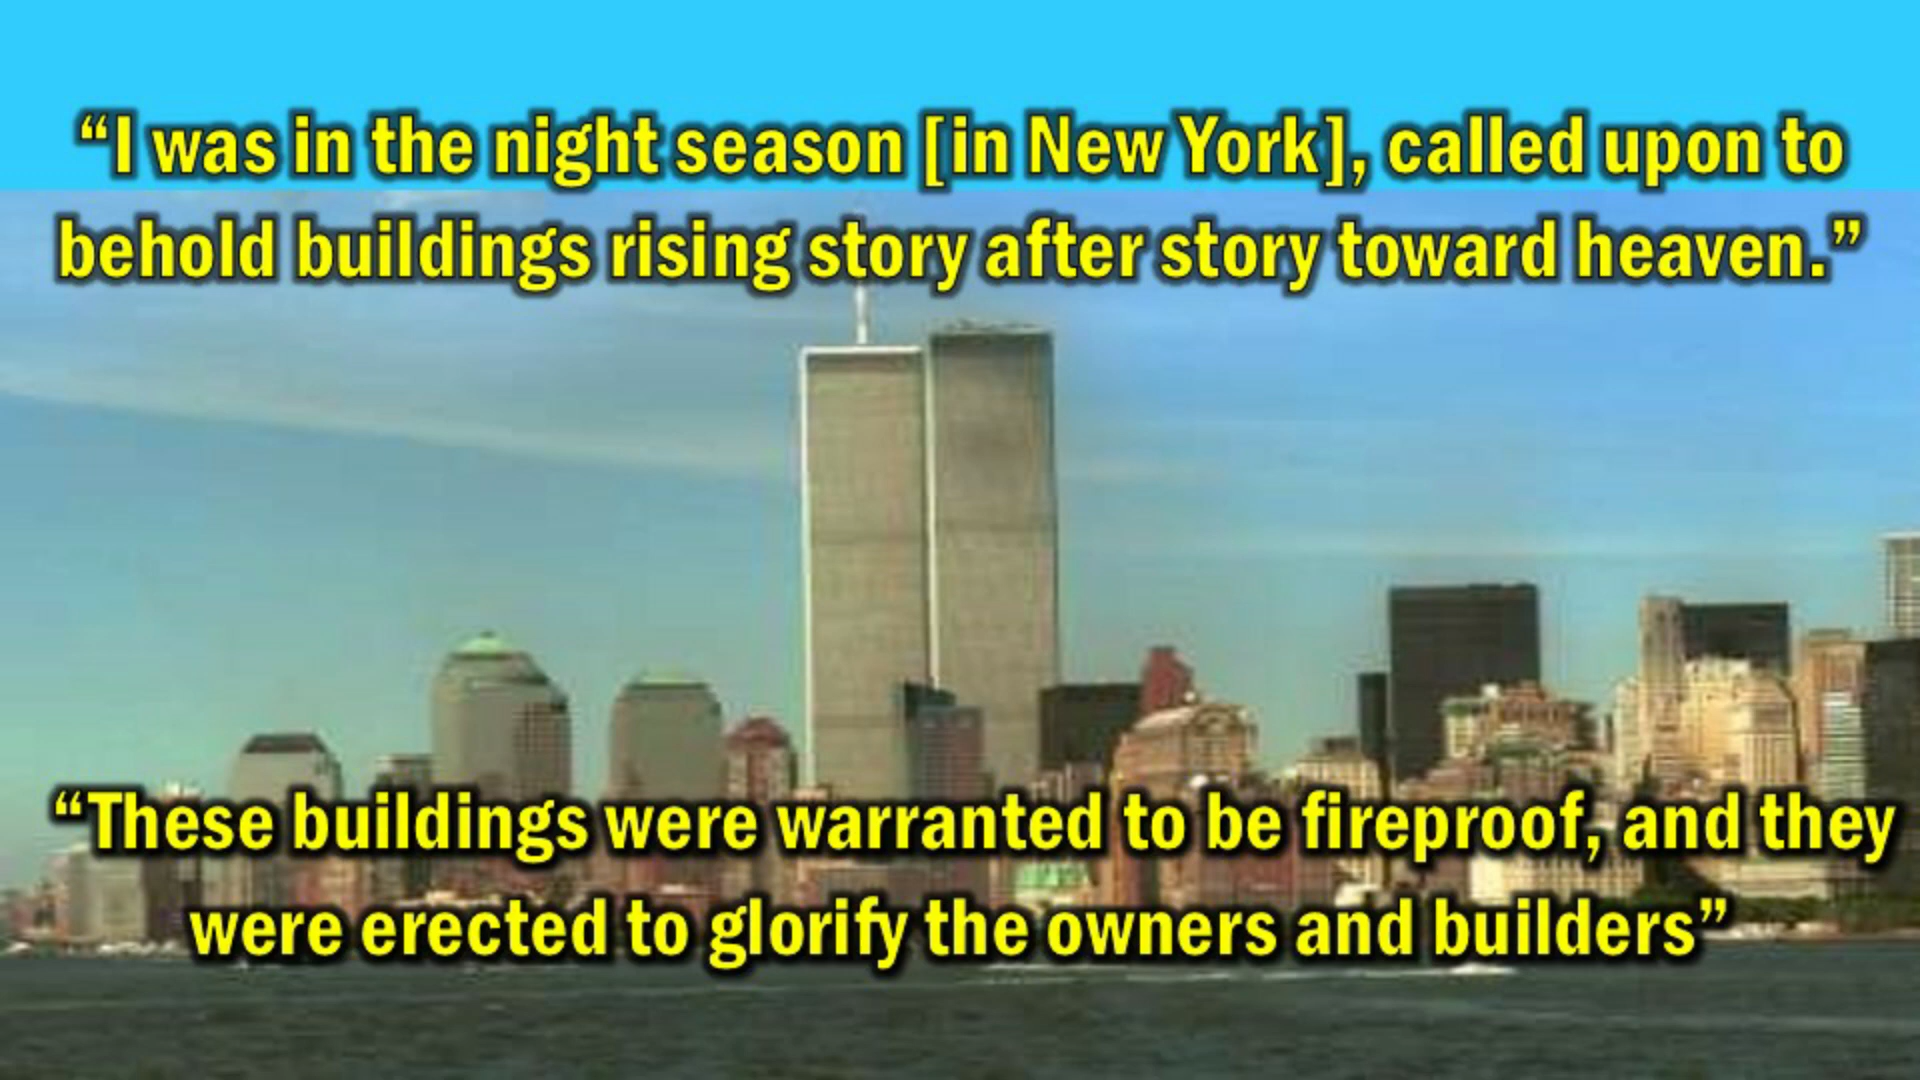 “I was in the night season [in New York], called upon to
behold buildings rising story after story toward heaven.”
“These buildings were warranted to be fireproof, and they
were erected to glorify the owners and builders”